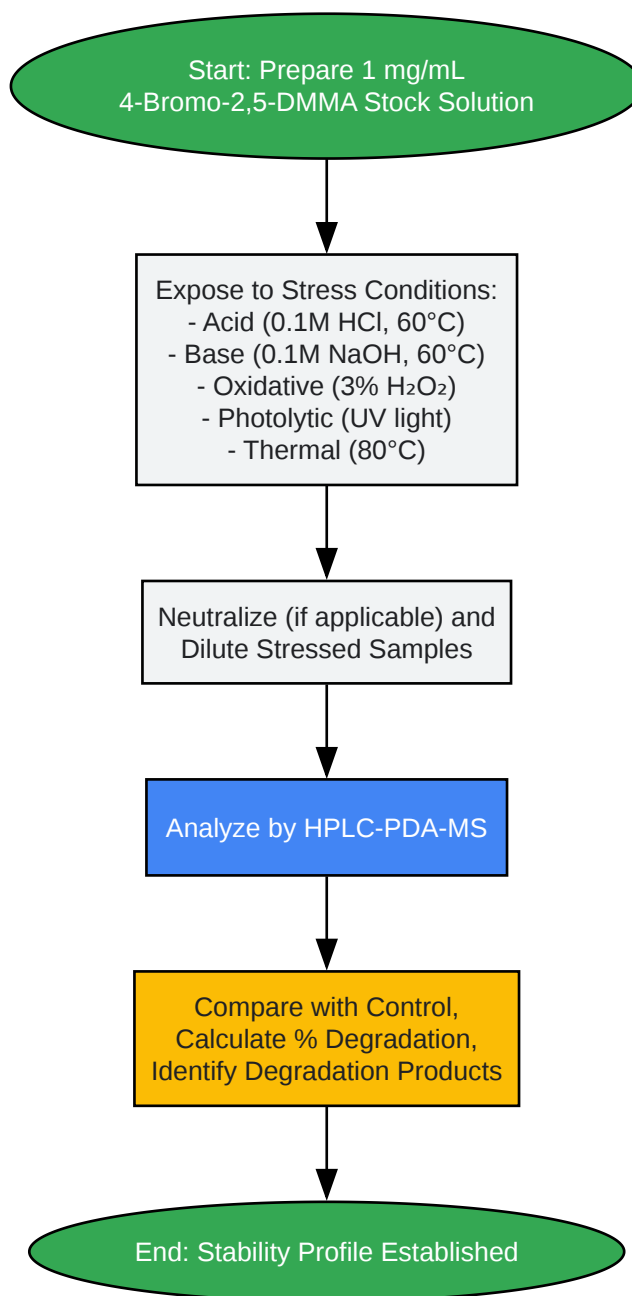 Start: Prepare 1 mg/mL
4-Bromo-2,5-DMMA Stock Solution
Expose to Stress Conditions:
- Acid (0.1M HCl, 60°C)
- Base (0.1M NaOH, 60°C)
- Oxidative (3% H₂O₂)
- Photolytic (UV light)
- Thermal (80°C)
Neutralize (if applicable) and
Dilute Stressed Samples
Analyze by HPLC-PDA-MS
Compare with Control,
Calculate % Degradation,
Identify Degradation Products
End: Stability Profile Established